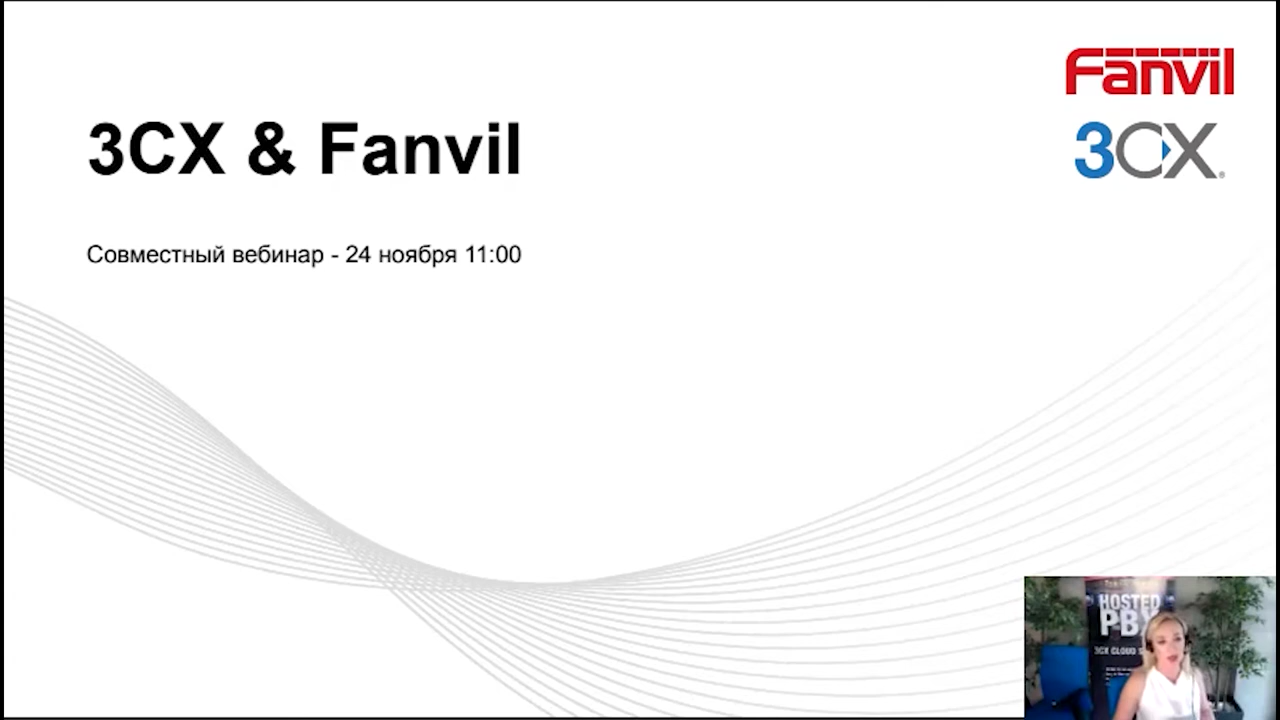 Fanvil
3CX
3CX & Fanvil
Совместный вебинар - 24 ноября 11:00
HOSTED
PBX
3CX CLOUD